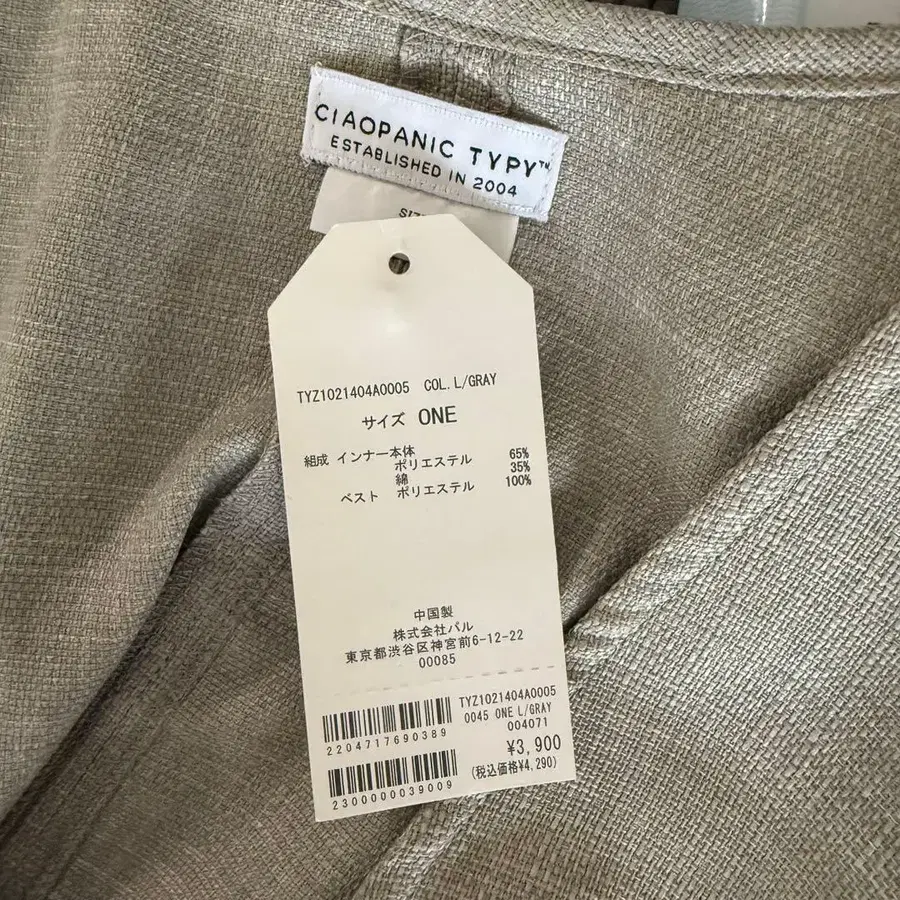 CIAOPANIC TYPY™
ESTABLISHED IN 2004
TYZ1021404A0005 COL. L/GRAY
サイズ ONE
組成 インナー本体
ポリエステル 65%
綿 35%
ベスト ポリエステル 100%
中国製
株式会社パル
東京都渋谷区神宮前6-12-22
00085
TYZ1021404A0005
0045 ONE L/GRAY
004071
2204717690389
¥3,900
(税込価格¥4,290)
2300000039009